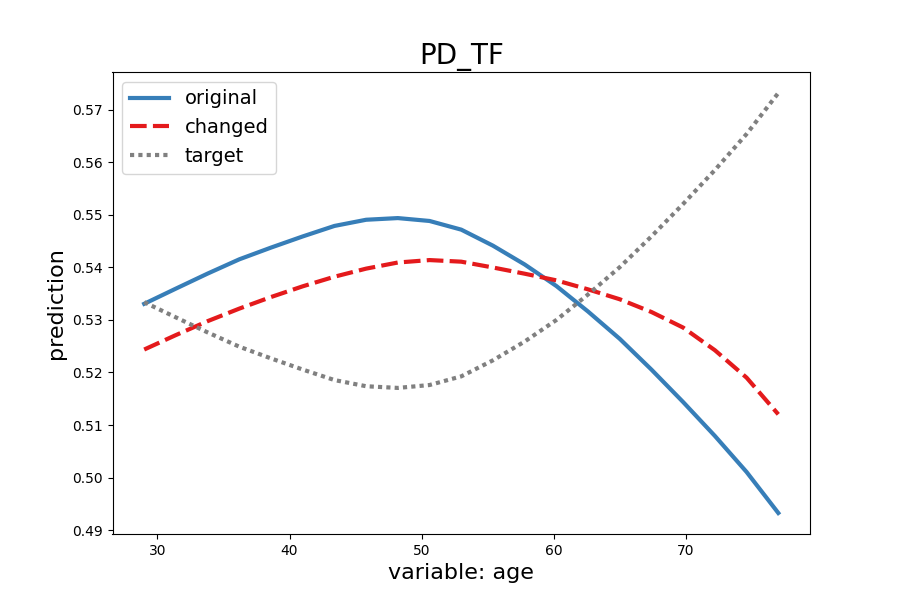 PD_TF
original
changed
target
prediction
0.57
0.56
0.55
0.54
0.53
0.52
0.51
0.50
0.49
30 40 50 60 70
variable: age